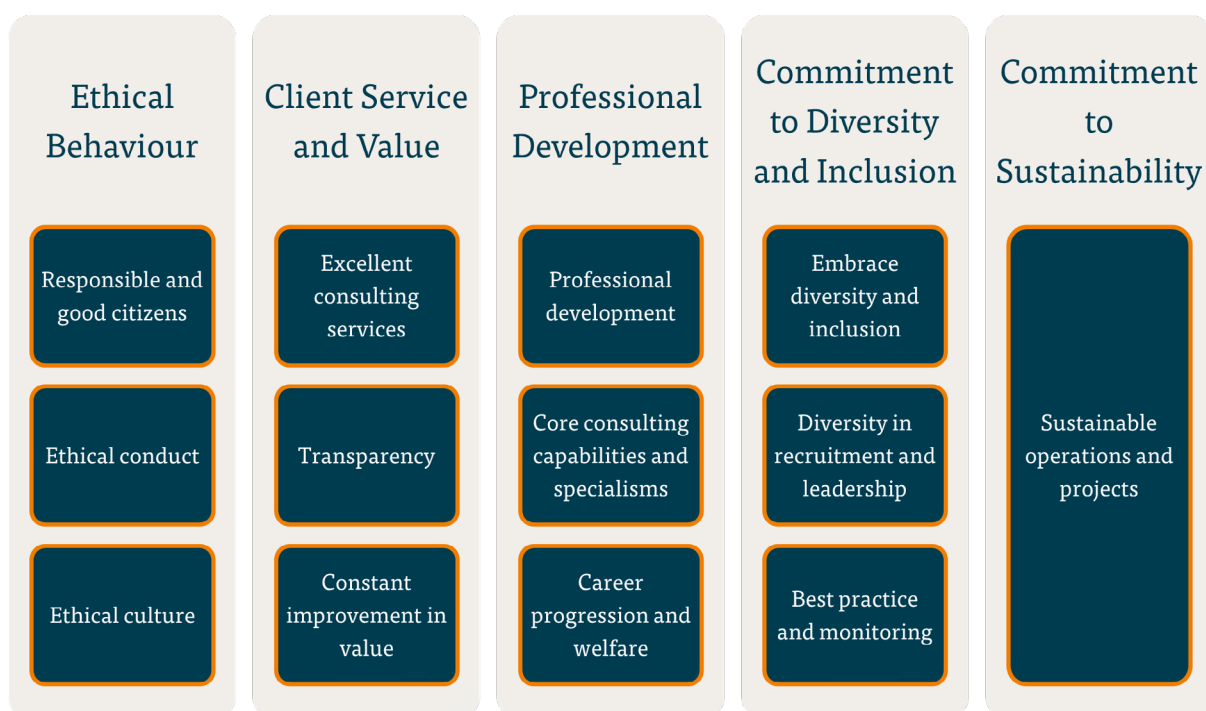 Ethical
Behaviour
Responsible and
good citizens
Ethical conduct
Ethical culture
Client Service
and Value
Excellent
consulting
services
Transparency
Constant
improvement in
value
Professional
Development
Professional
development
Core consulting
capabilities and
specialisms
Career
progression and
welfare
Commitment
to Diversity
and Inclusion
Embrace
diversity and
inclusion
Diversity in
recruitment and
leadership
Best practice
and monitoring
Commitment
to
Sustainability
Sustainable
operations and
projects